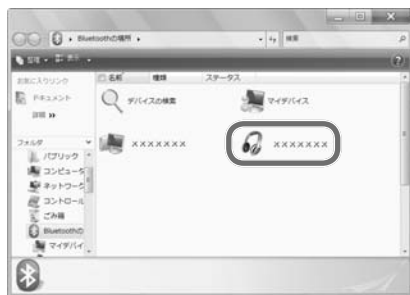 Bluetoothの場所
検索
整理
表示
お気に入りリンク
名前 種類 ステータス
ドキュメント
詳細
デバイスの検索 マイデバイス
フォルダ
×××××××× ××××××××
パブリック
コンピュータ
ネットワーク
コントロール
ごみ箱
Bluetoothの
マイデバイ